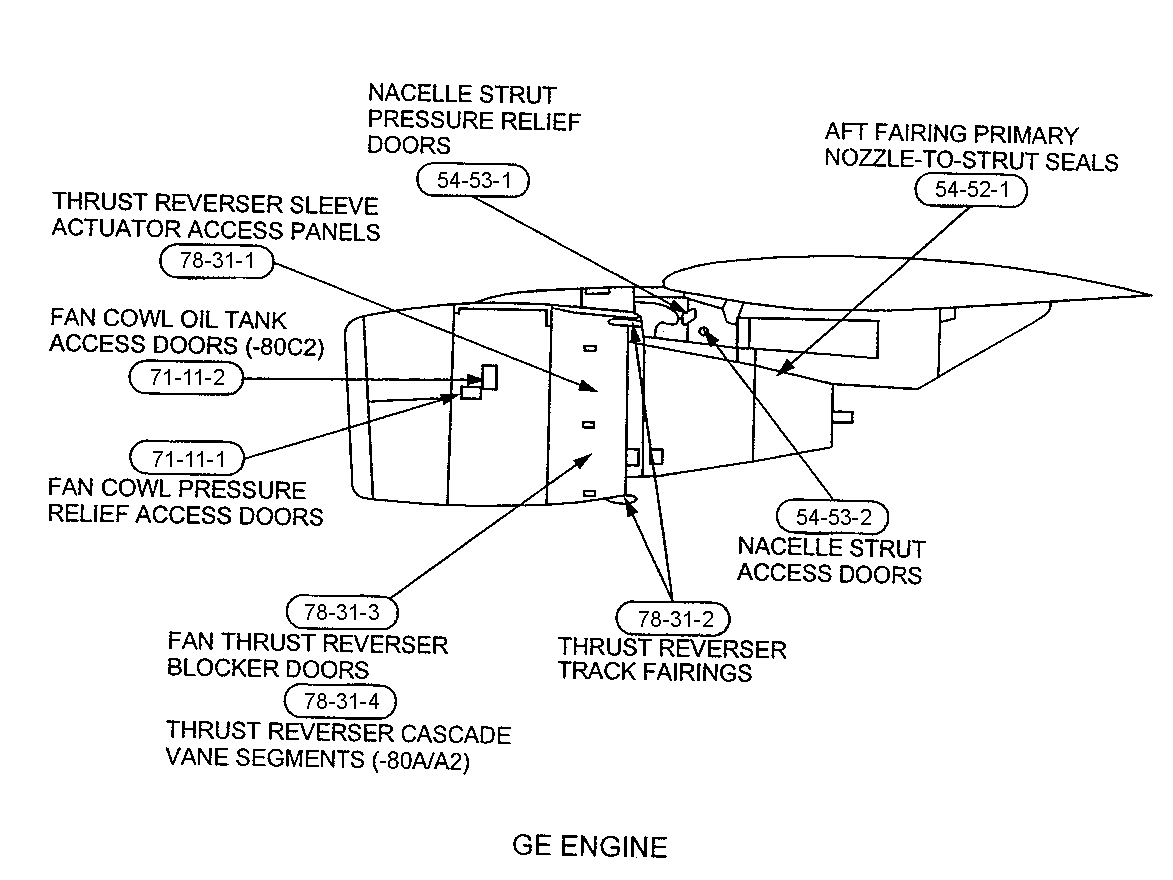 NACELLE STRUT
PRESSURE RELIEF
DOORS
54-53-1
AFT FAIRING PRIMARY
NOZZLE-TO-STRUT SEALS
54-52-1
THRUST REVERSER SLEEVE
ACTUATOR ACCESS PANELS
78-31-1
FAN COWL OIL TANK
ACCESS DOORS (-80C2)
71-11-2
71-11-1
FAN COWL PRESSURE
RELIEF ACCESS DOORS
54-53-2
NACELLE STRUT
ACCESS DOORS
78-31-3
FAN THRUST REVERSER
BLOCKER DOORS
78-31-4
THRUST REVERSER CASCADE
VANE SEGMENTS (-80A/A2)
78-31-2
THRUST REVERSER
TRACK FAIRINGS
GE ENGINE